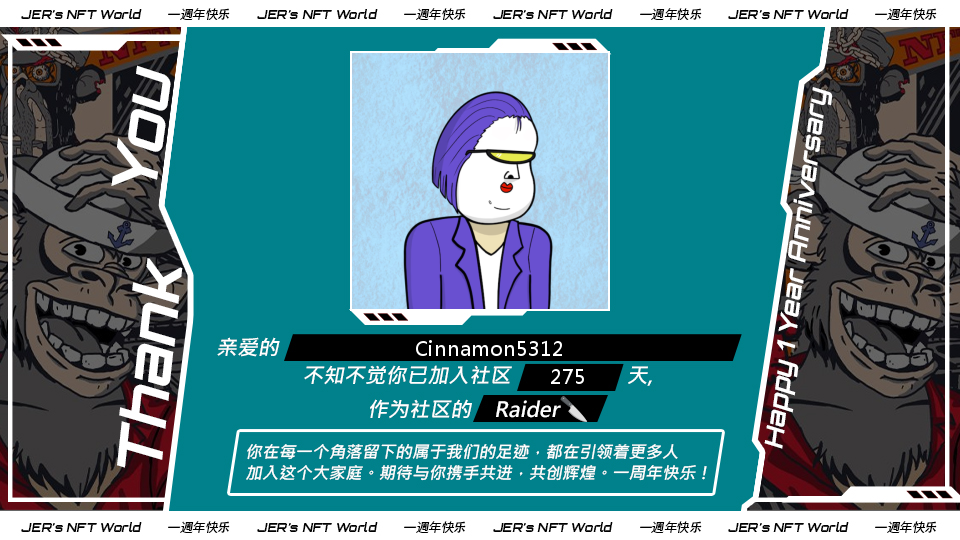 JER's NFT World 一週年快乐 JER's NFT World 一週年快乐 JER's NFT World 一週年快乐 JER's NFT World 一週年快乐
Thank You
亲爱的 Cinnamon5312
不知不觉你已加入社区 275 天,
作为社区的 Raider
你在每一个角落留下的属于我们的足迹，都在引领着更多人
加入这个大家庭。期待与你携手共进，共创辉煌。一周年快乐！
Happy 1 Year Anniversary
JER's NFT World 一週年快乐 JER's NFT World 一週年快乐 JER's NFT World 一週年快乐 JER's NFT World 一週年快乐